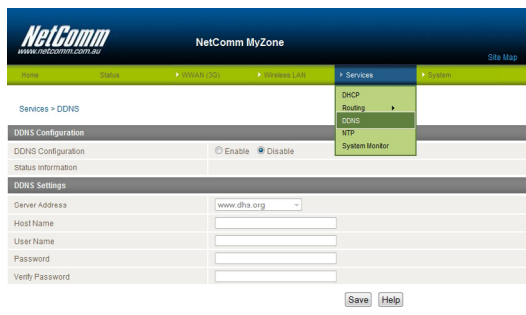 NetComm
www.netcomm.com.au
NetComm MyZone
Site Map
Home Status WWAN (3G) Wireless LAN Services System
DHCP
Routing
DDNS
NTP
System Monitor
Services > DDNS
DDNS Configuration
DDNS Configuration Enable Disable
Status Information
DDNS Settings
Server Address www.dhs.org
Host Name
User Name
Password
Verify Password
Save Help